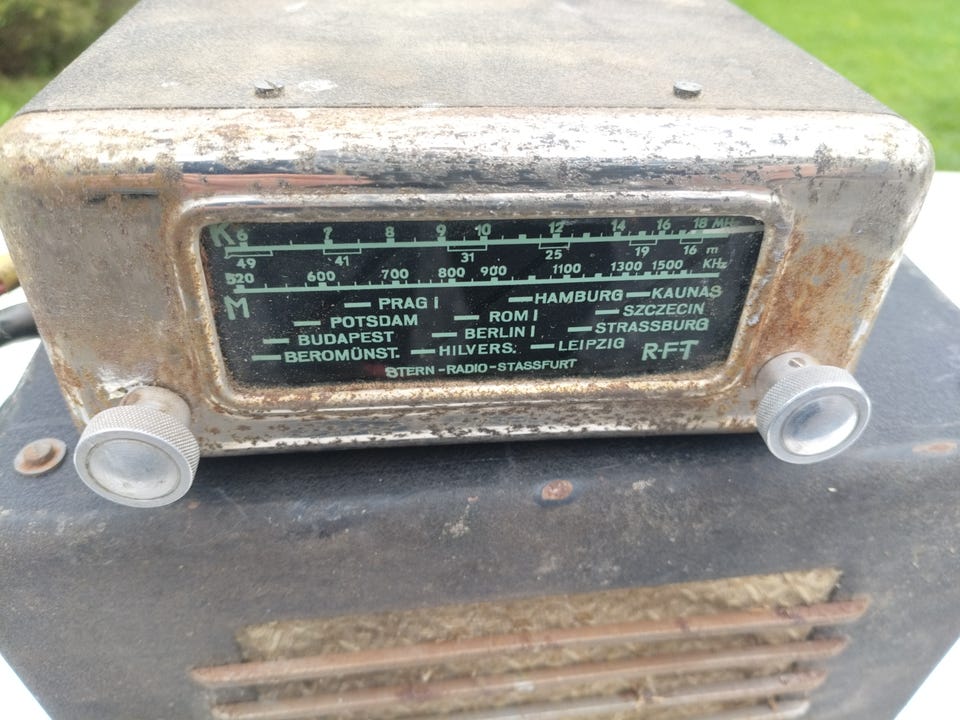 K 6 7 8 9 10 12 14 16 18 MHz
49 41 31 25 19 16 m
520 600 700 800 900 1100 1300 1500 KHz
M
PRAG I HAMBURG KAUNAS
POTSDAM ROM I SZCZECIN
BUDAPEST BERLIN I STRASSBURG
BEROMÜNST. HILVERS. LEIPZIG R-F-T
STERN-RADIO-STASSFURT